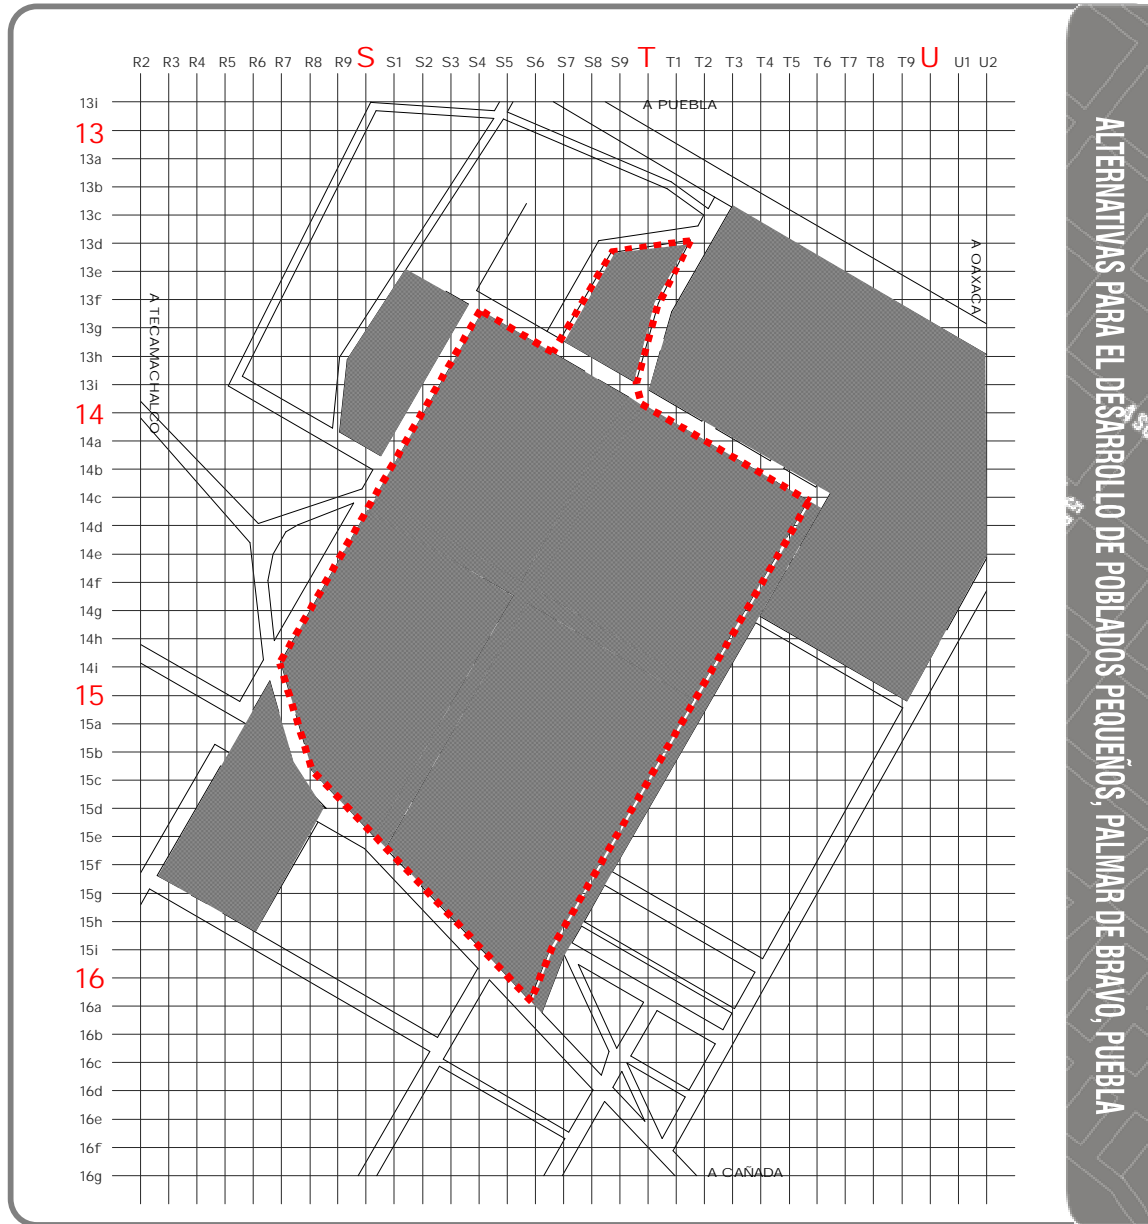 R2 R3 R4 R5 R6 R7 R8 R9 S S1 S2 S3 S4 S5 S6 S7 S8 S9 T T1 T2 T3 T4 T5 T6 T7 T8 T9 U U1 U2
13i
13
13a
13b
13c
13d
13e
13f
13g
13h
13i
14
14a
14b
14c
14d
14e
14f
14g
14h
14i
15
15a
15b
15c
15d
15e
15f
15g
15h
15i
16
16a
16b
16c
16d
16e
16f
16g
A PUEBLA
A OAXACA
A TECAMACHALCO
A CAÑADA
ALTERNATIVAS PARA EL DESARROLLO DE POBLADOS PEQUEÑOS, PALMAR DE BRAVO, PUEBLA